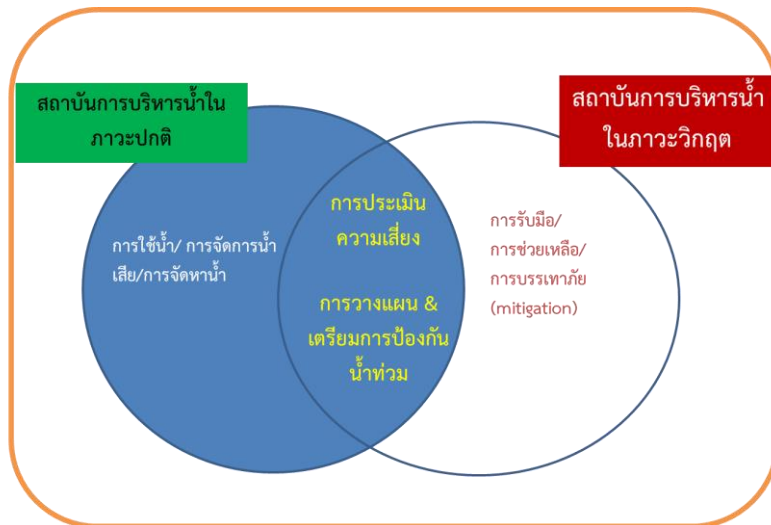 สถาบันการบริหารน้ำใน
ภาวะปกติ
สถาบันการบริหารน้ำ
ในภาวะวิกฤต
การใช้น้ำ/ การจัดการน้ำ
เสีย/การจัดหาน้ำ
การประเมิน
ความเสี่ยง
การวางแผน &
เตรียมการป้องกัน
น้ำท่วม
การรับมือ/
การช่วยเหลือ/
การบรรเทาภัย
(mitigation)